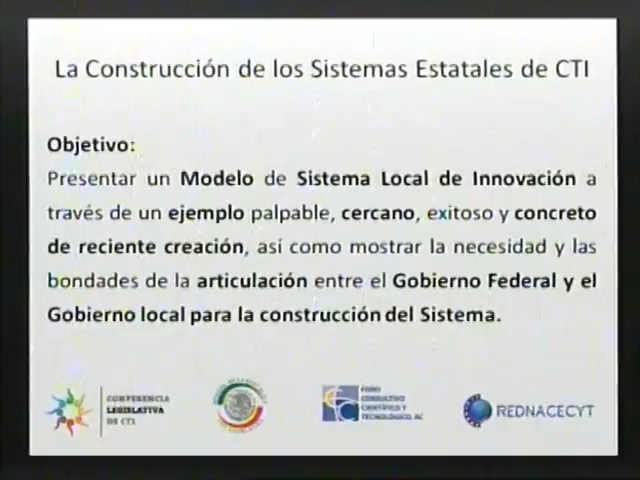 La Construcción de los Sistemas Estatales de CTI
Objetivo:
Presentar un Modelo de Sistema Local de Innovación a
través de un ejemplo palpable, cercano, exitoso y concreto
de reciente creación, así como mostrar la necesidad y las
bondades de la articulación entre el Gobierno Federal y el
Gobierno local para la construcción del Sistema.
CONFERENCIA
LEGISLATIVA
DE CTI
FORO
CONSULTIVO
CIENTÍFICO Y
TECNOLÓGICO, AC
REDNACECYT